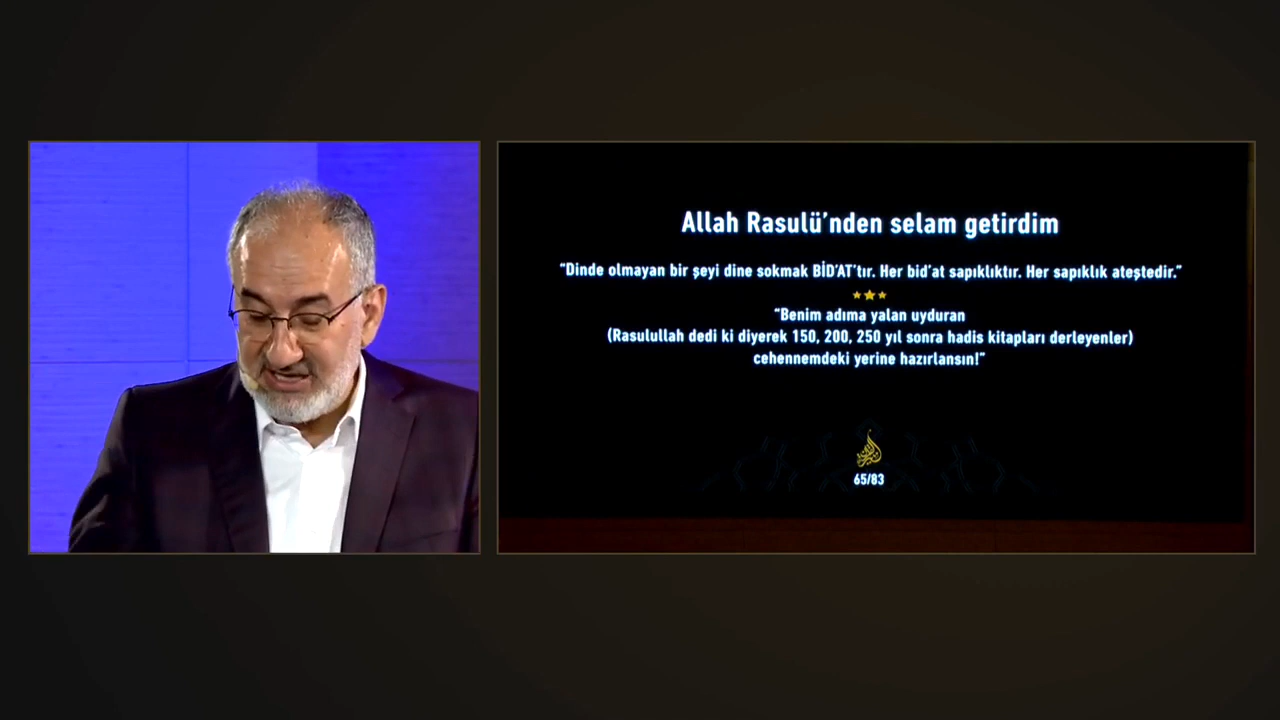 Allah Rasulü’nden selam getirdim
“Dinde olmayan bir şeyi dine sokmak BİD’AT’tır. Her bid’at sapıklıktır. Her sapıklık ateştedir.”
“Benim adıma yalan uyduran
(Rasulullah dedi ki diyerek 150, 200, 250 yıl sonra hadis kitapları derleyenler)
cehennemdeki yerine hazırlansın!”
65/83